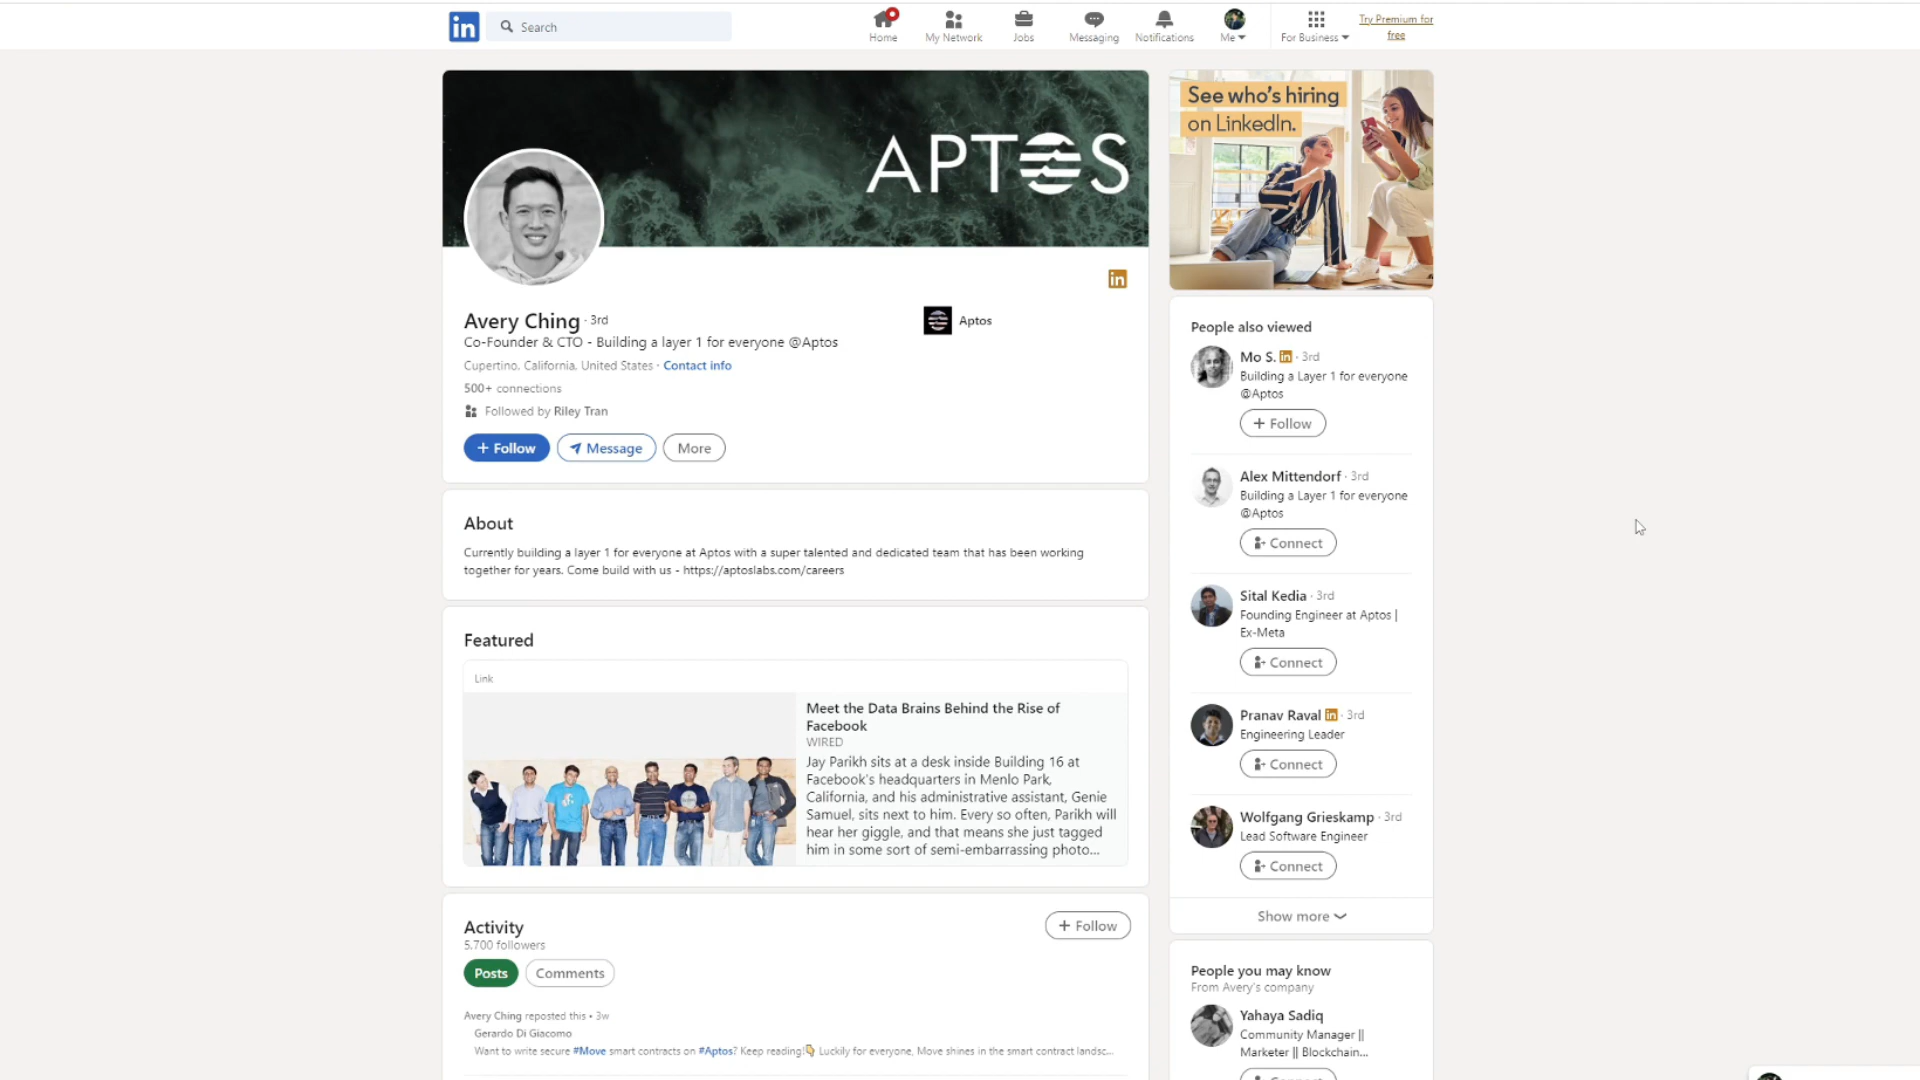 in
Search
Home
My Network
Jobs
Messaging
Notifications
Me
For Business
Try Premium for
free
APTOS
in
Avery Ching · 3rd
Aptos
Co-Founder & CTO - Building a layer 1 for everyone @Aptos
Cupertino, California, United States · Contact info
500+ connections
Followed by Riley Tran
+ Follow
Message
More
About
Currently building a layer 1 for everyone at Aptos with a super talented and dedicated team that has been working
together for years. Come build with us - https://aptoslabs.com/careers
Featured
Link
Meet the Data Brains Behind the Rise of
Facebook
WIRED
Jay Parikh sits at a desk inside Building 16 at
Facebook's headquarters in Menlo Park,
California, and his administrative assistant, Genie
Samuel, sits next to him. Every so often, Parikh will
hear her giggle, and that means she just tagged
him in some sort of semi-embarrassing photo...
Activity
5,700 followers
+ Follow
Posts
Comments
Avery Ching reposted this • 3w
Gerardo Di Giacomo
Want to write secure #Move smart contracts on #Aptos? Keep reading!👇 Luckily for everyone, Move shines in the smart contract landsc...
See who's hiring
on LinkedIn.
People also viewed
Mo S. in · 3rd
Building a Layer 1 for everyone
@Aptos
+ Follow
Alex Mittendorf · 3rd
Building a Layer 1 for everyone
@Aptos
Connect
Sital Kedia · 3rd
Founding Engineer at Aptos |
Ex-Meta
Connect
Pranav Raval in · 3rd
Engineering Leader
Connect
Wolfgang Grieskamp · 3rd
Lead Software Engineer
Connect
Show more
People you may know
From Avery's company
Yahaya Sadiq
Community Manager ||
Marketer || Blockchain...